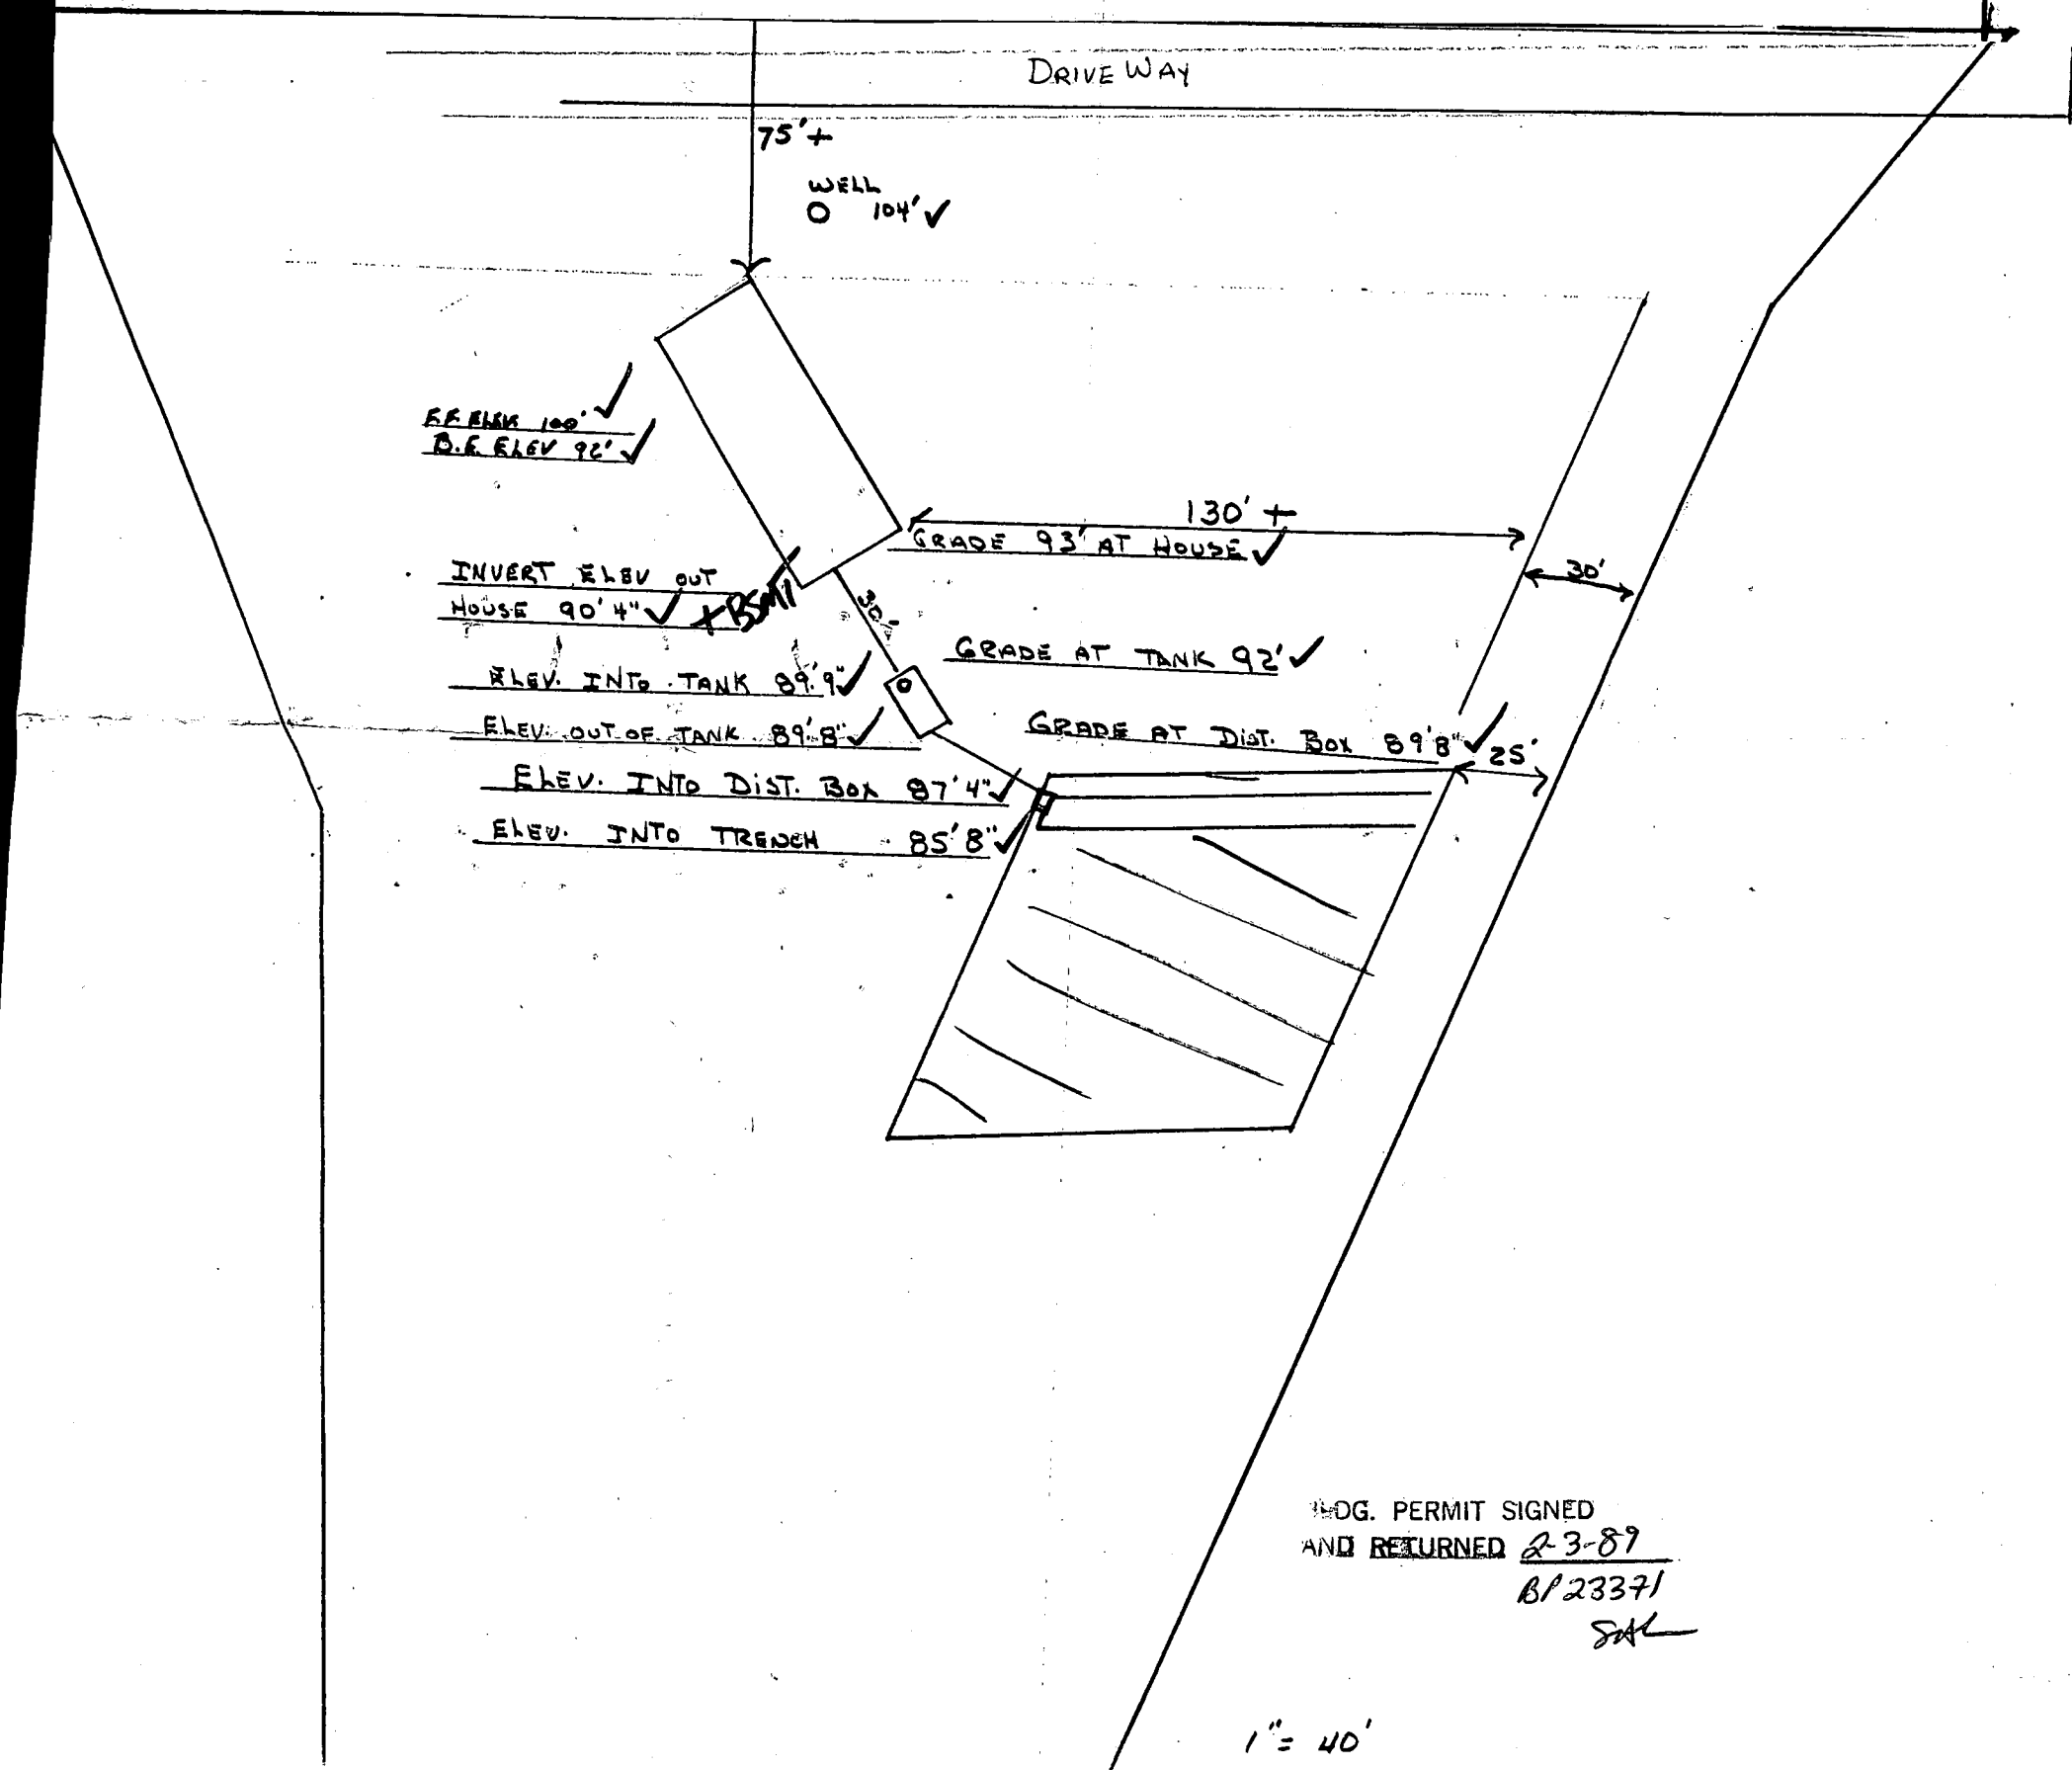 DRIVE WAY
75'+
WELL
O 104' ✓
F.F. ELEV 100' ✓
B.F. ELEV 92' ✓
130' +
GRADE 93' AT HOUSE ✓
30'
INVERT ELEV OUT
HOUSE 90'4" ✓ + BSMT
30'
GRADE AT TANK 92' ✓
ELEV. INTO TANK 89'.9" ✓
ELEV. OUT OF TANK 89'.8" ✓
GRADE AT DIST. BOX 89'8" ✓
25'
ELEV. INTO DIST. BOX 87'4" ✓
ELEV. INTO TRENCH 85'8" ✓
PERMIT SIGNED
AND RETURNED 2-3-89
BP23371
1" = 40'